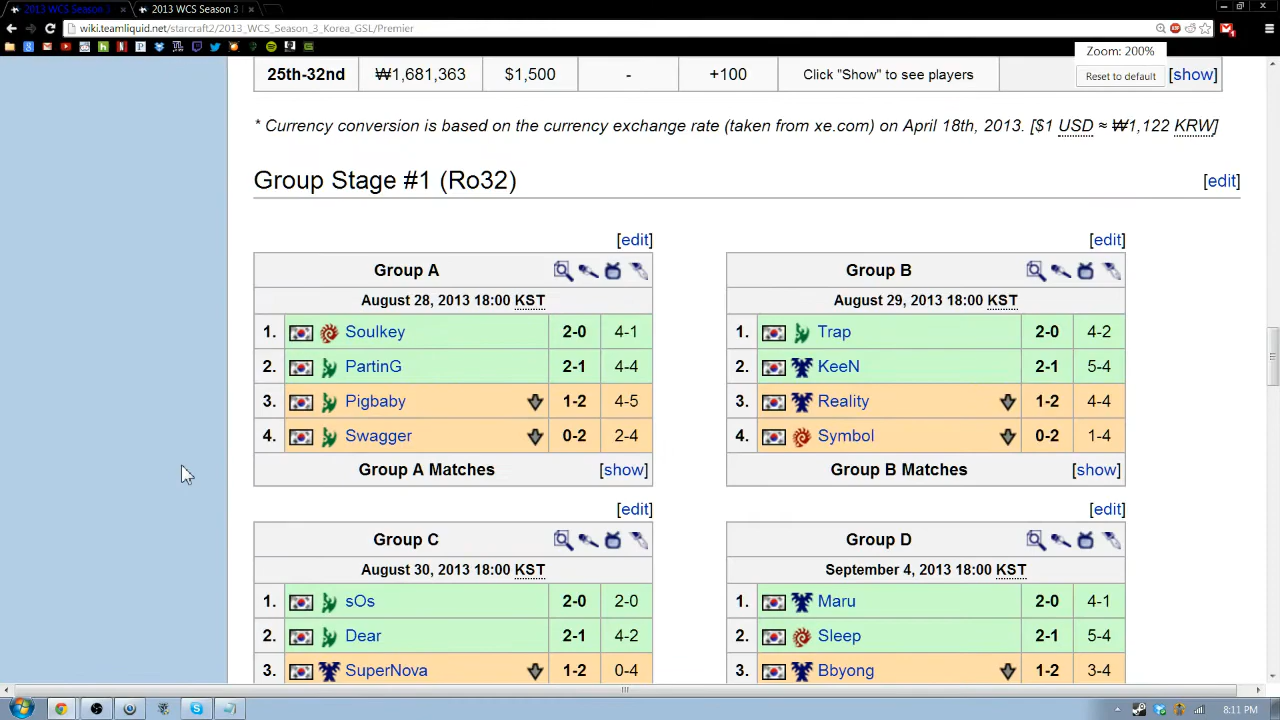 2013 WCS Season 3
2013 WCS Season 3
wiki.teamliquid.net/starcraft2/2013_WCS_Season_3_Korea_GSL/Premier
Zoom: 200%
Reset to default
25th-32nd ₩1,681,363 $1,500 - +100 Click "Show" to see players [show]
* Currency conversion is based on the currency exchange rate (taken from xe.com) on April 18th, 2013. [$1 USD ≈ ₩1,122 KRW]
Group Stage #1 (Ro32) [edit]
[edit]
Group A
August 28, 2013 18:00 KST
1. Soulkey 2-0 4-1
2. PartinG 2-1 4-4
3. Pigbaby 1-2 4-5
4. Swagger 0-2 2-4
Group A Matches [show]
[edit]
Group B
August 29, 2013 18:00 KST
1. Trap 2-0 4-2
2. KeeN 2-1 5-4
3. Reality 1-2 4-4
4. Symbol 0-2 1-4
Group B Matches [show]
[edit]
Group C
August 30, 2013 18:00 KST
1. sOs 2-0 2-0
2. Dear 2-1 4-2
3. SuperNova 1-2 0-4
[edit]
Group D
September 4, 2013 18:00 KST
1. Maru 2-0 4-1
2. Sleep 2-1 5-4
3. Bbyong 1-2 3-4
8:11 PM